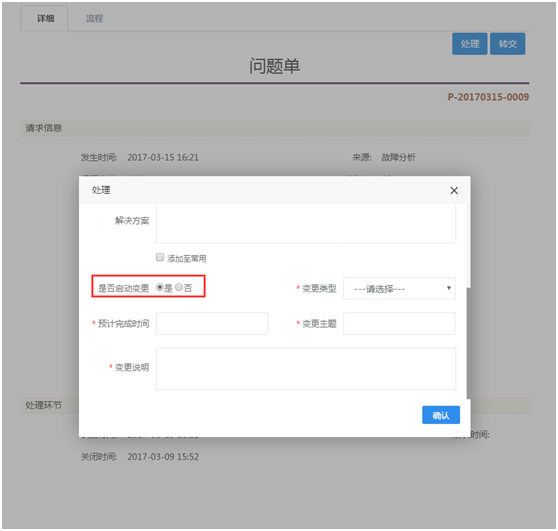 详细 流程
处理 转交
问题单
P-20170315-0009
请求信息
发生时间: 2017-03-15 16:21 来源: 故障分析
处理
解决方案
添加至常用
是否启动变更 是 否 * 变更类型 ---请选择---
* 预计完成时间 * 变更主题
* 变更说明
确认
处理环节
时间:
关闭时间: 2017-03-09 15:52